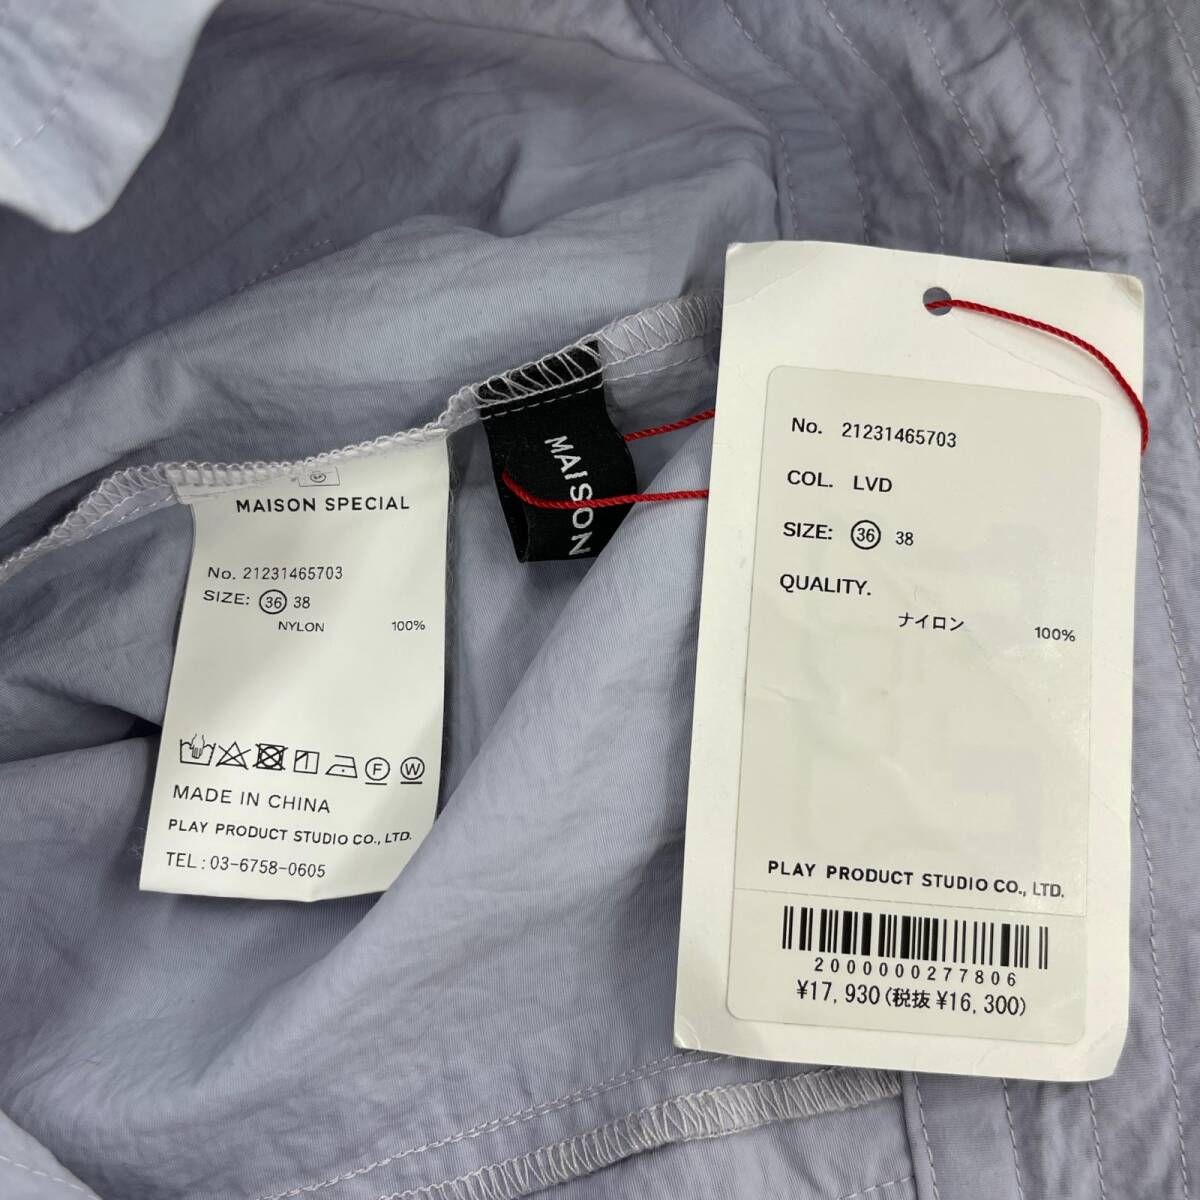 MAISON SPECIAL
No. 21231465703
SIZE: 36 38
NYLON 100%
F W
MADE IN CHINA
PLAY PRODUCT STUDIO CO., LTD.
TEL : 03-6758-0605
MAISON
No. 21231465703
COL. LVD
SIZE: 36 38
QUALITY.
ナイロン 100%
PLAY PRODUCT STUDIO CO., LTD.
2000000277806
¥17,930(税抜¥16,300)